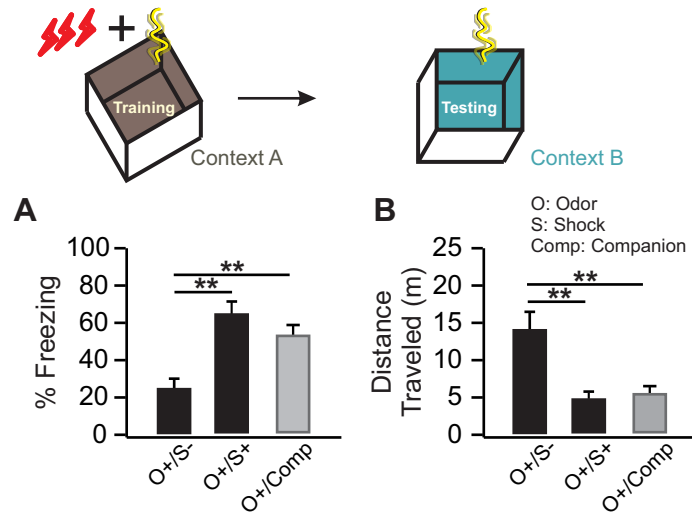 +
Training
Testing
Context A
Context B
A
B
O: Odor
S: Shock
Comp: Companion
% Freezing
100
80
60
40
20
0
**
**
O+/S-
O+/S+
O+/Comp
Distance
Traveled (m)
25
20
15
10
5
0
**
**
O+/S-
O+/S+
O+/Comp